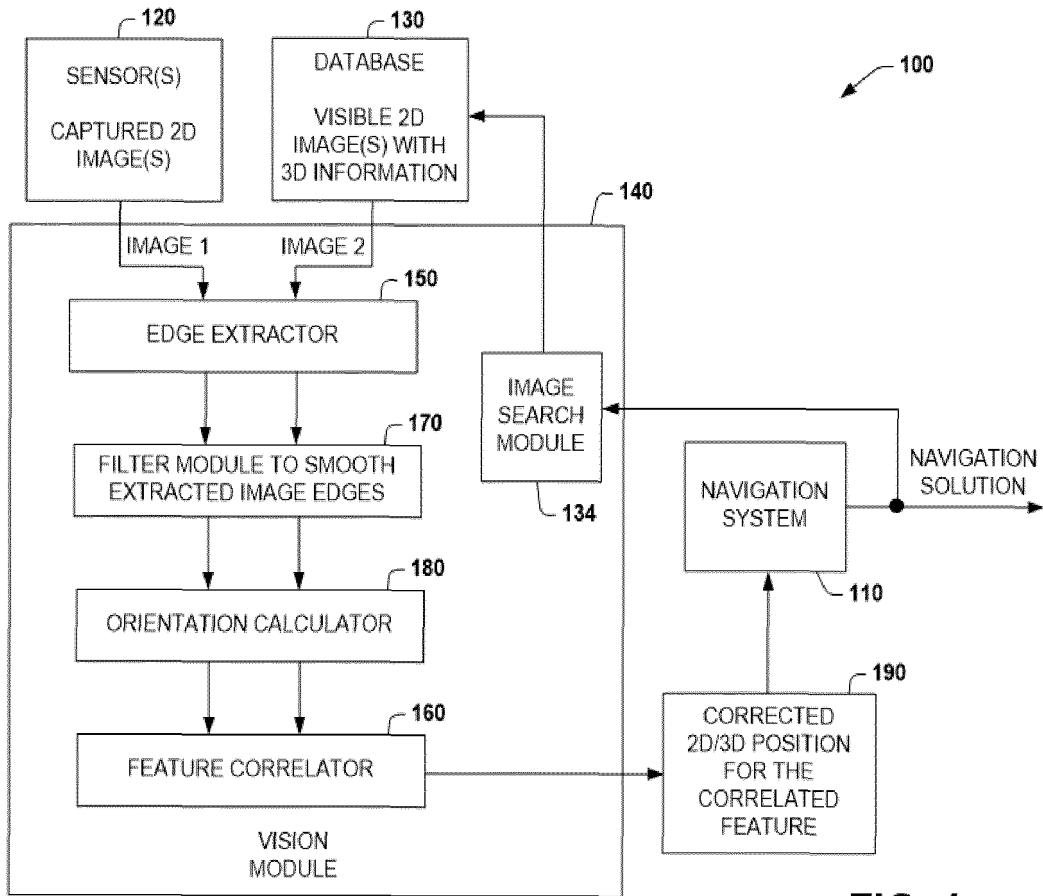 120
SENSOR(S)
CAPTURED 2D
IMAGE(S)
130
DATABASE
VISIBLE 2D
IMAGE(S) WITH
3D INFORMATION
100
140
IMAGE 1
IMAGE 2
150
EDGE EXTRACTOR
IMAGE
SEARCH
MODULE
134
170
FILTER MODULE TO SMOOTH
EXTRACTED IMAGE EDGES
NAVIGATION
SYSTEM
110
NAVIGATION
SOLUTION
180
ORIENTATION CALCULATOR
160
FEATURE CORRELATOR
190
CORRECTED
2D/3D POSITION
FOR THE
CORRELATED
FEATURE
VISION
MODULE